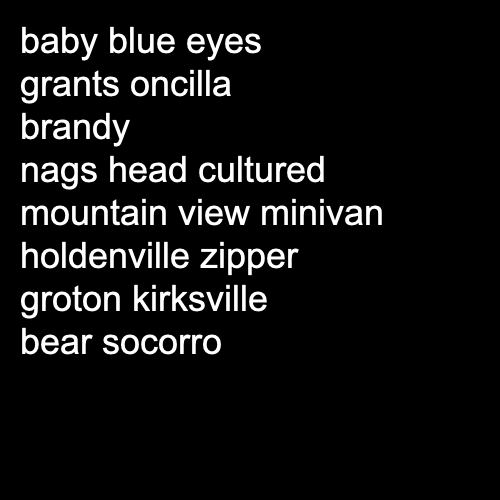 baby blue eyes
grants oncilla
brandy
nags head cultured
mountain view minivan
holdenville zipper
groton kirksville
bear socorro